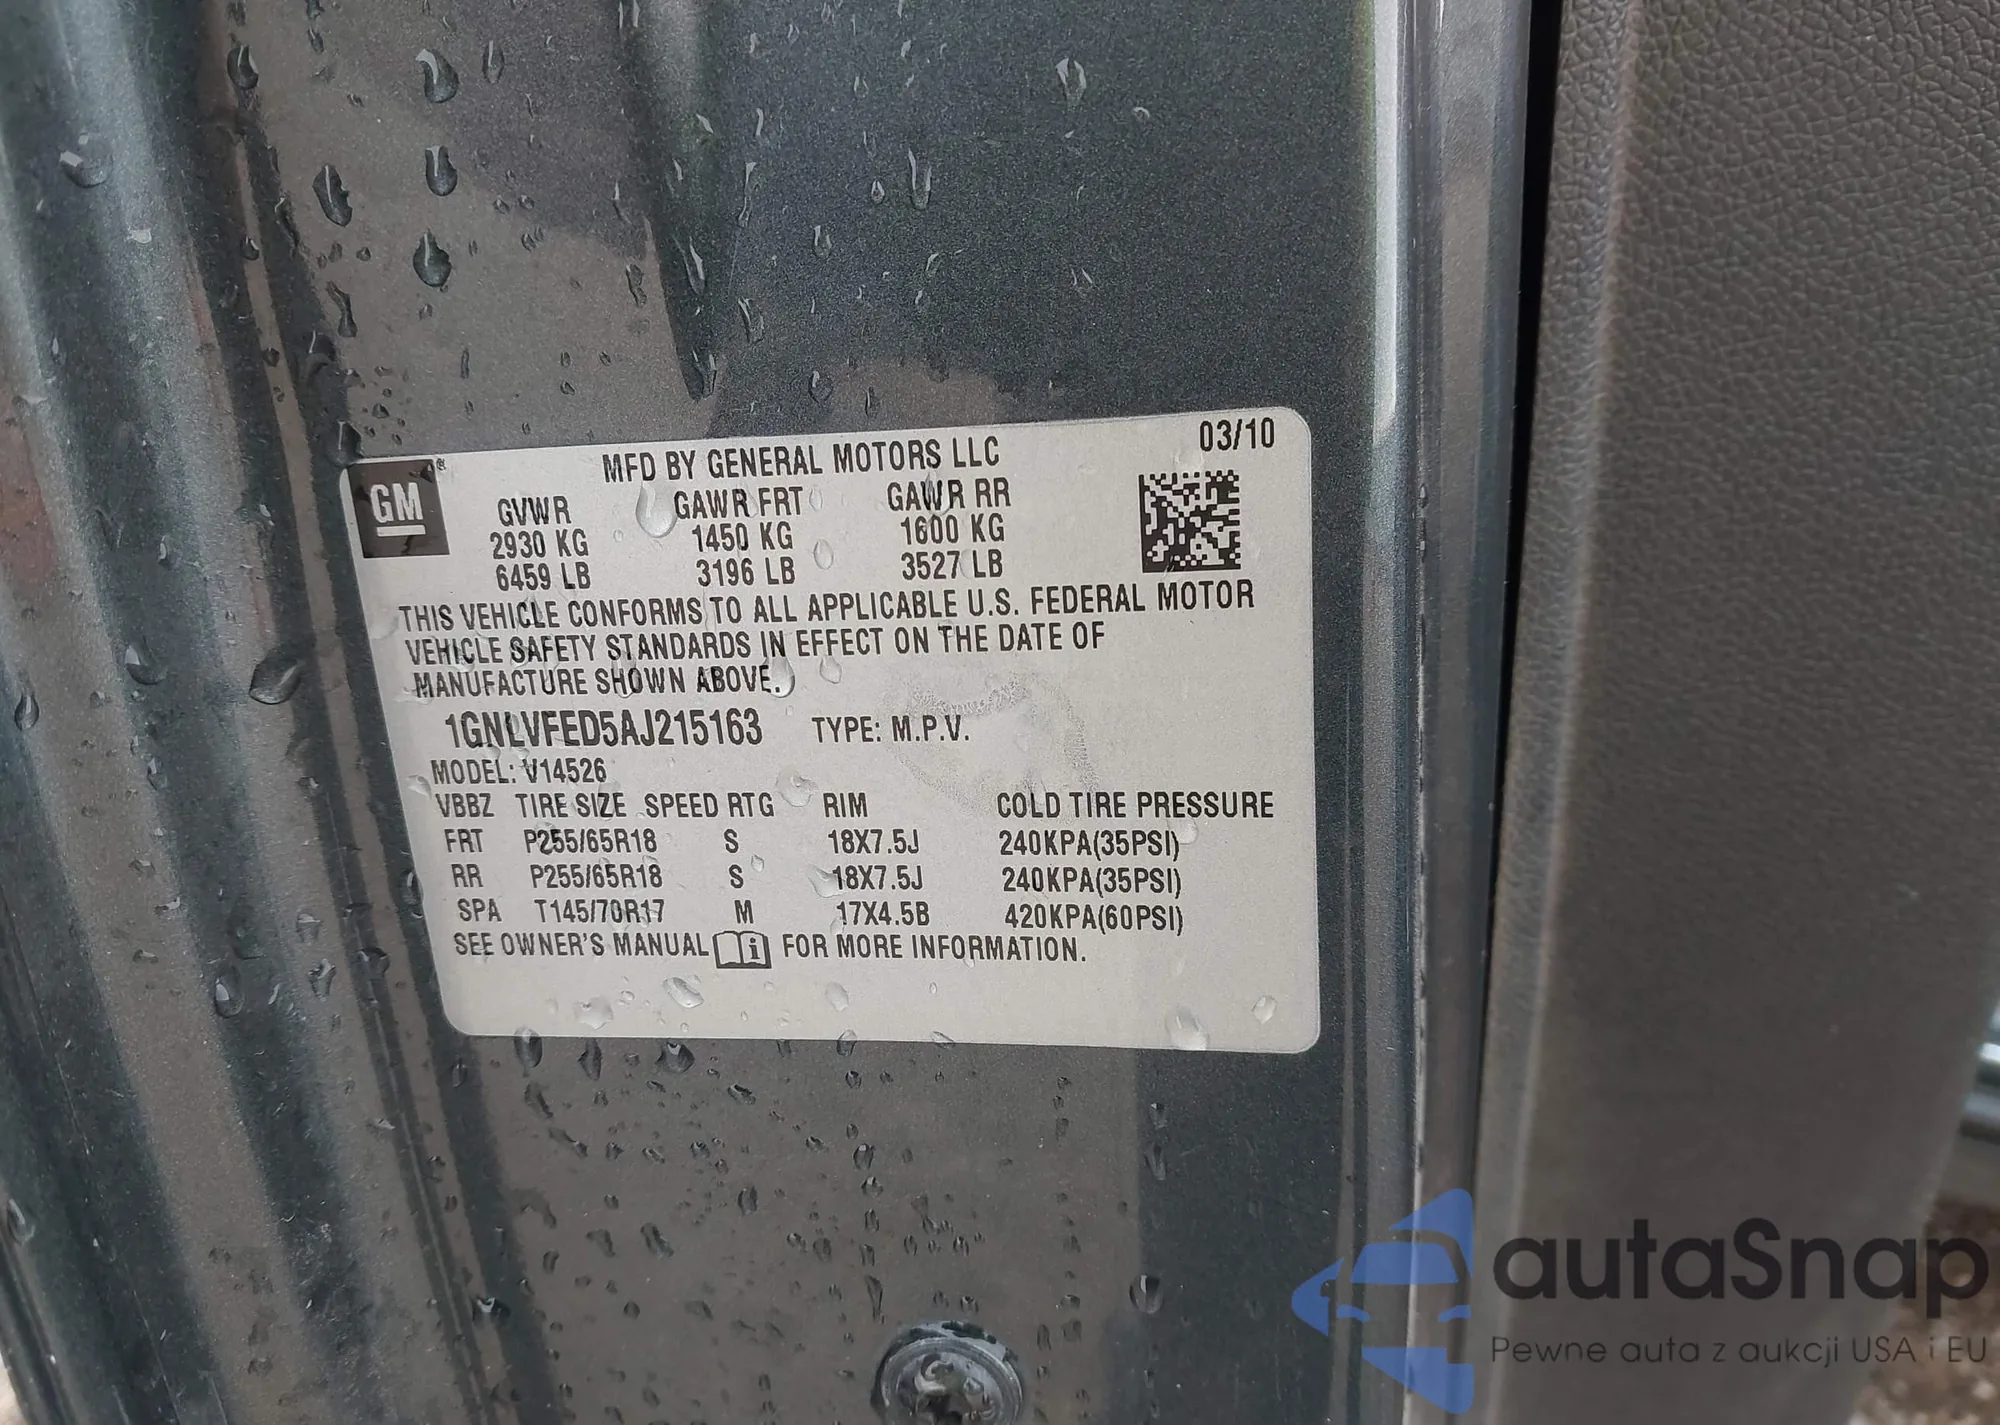 03/10
MFD BY GENERAL MOTORS LLC
GM®
GVWR GAWR FRT GAWR RR
2930 KG 1450 KG 1600 KG
6459 LB 3196 LB 3527 LB
THIS VEHICLE CONFORMS TO ALL APPLICABLE U.S. FEDERAL MOTOR
VEHICLE SAFETY STANDARDS IN EFFECT ON THE DATE OF
MANUFACTURE SHOWN ABOVE.
1GNLVFED5AJ215163 TYPE: M.P.V.
MODEL: V14526
VBBZ TIRE SIZE SPEED RTG RIM COLD TIRE PRESSURE
FRT P255/65R18 S 18X7.5J 240KPA(35PSI)
RR P255/65R18 S 18X7.5J 240KPA(35PSI)
SPA T145/70R17 M 17X4.5B 420KPA(60PSI)
SEE OWNER'S MANUAL i FOR MORE INFORMATION.
autaSnap
Pewne auta z aukcji USA i EU